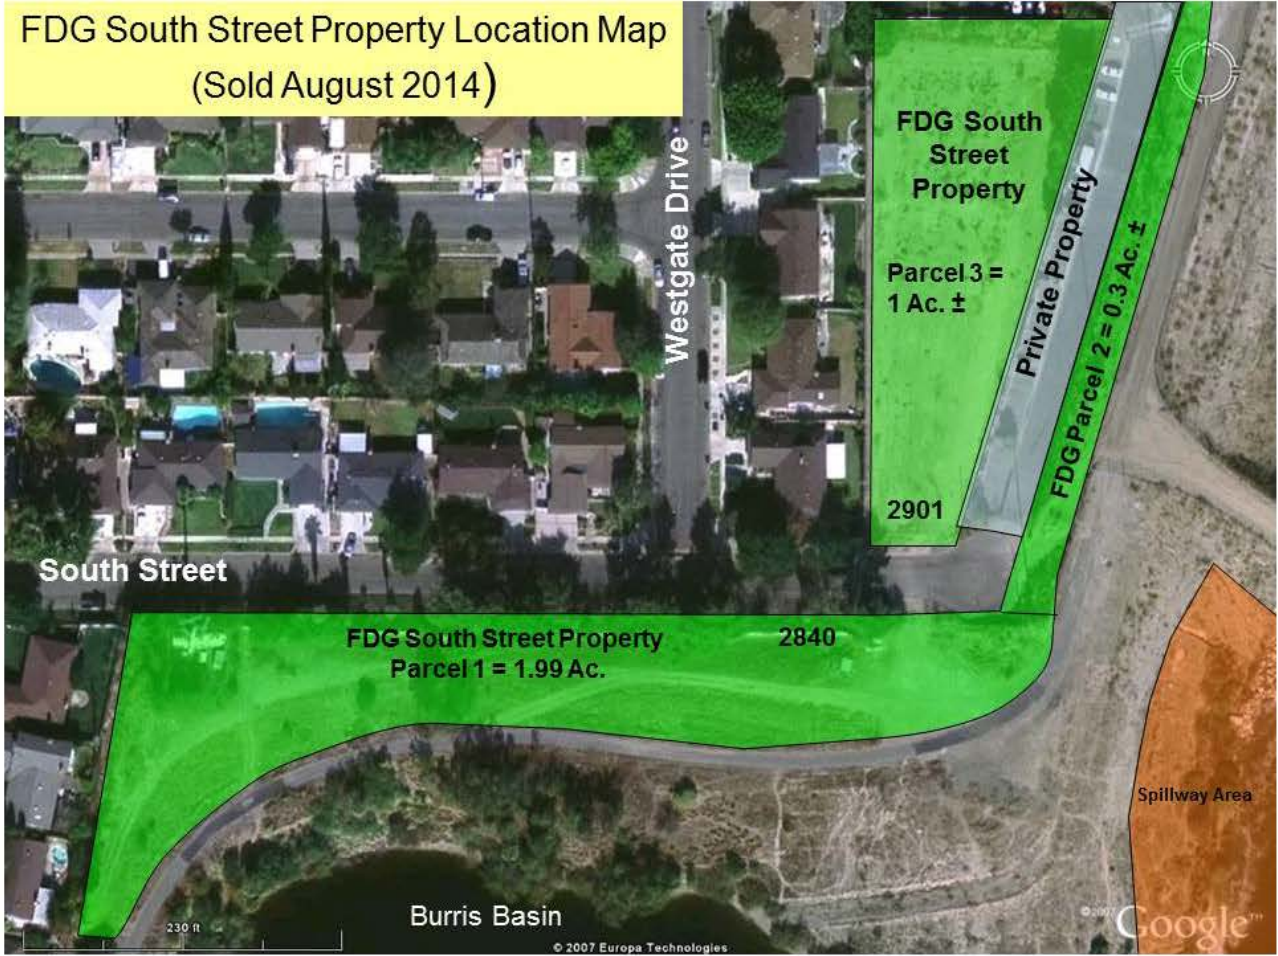 FDG South Street Property Location Map
(Sold August 2014)
Westgate Drive
FDG South
Street
Property
Parcel 3 =
1 Ac. ±
2901
Private Property
FDG Parcel 2 = 0.3 Ac. ±
South Street
FDG South Street Property
Parcel 1 = 1.99 Ac.
2840
Spillway Area
Burris Basin
230 ft
© 2007 Europa Technologies
© 2007 Google™